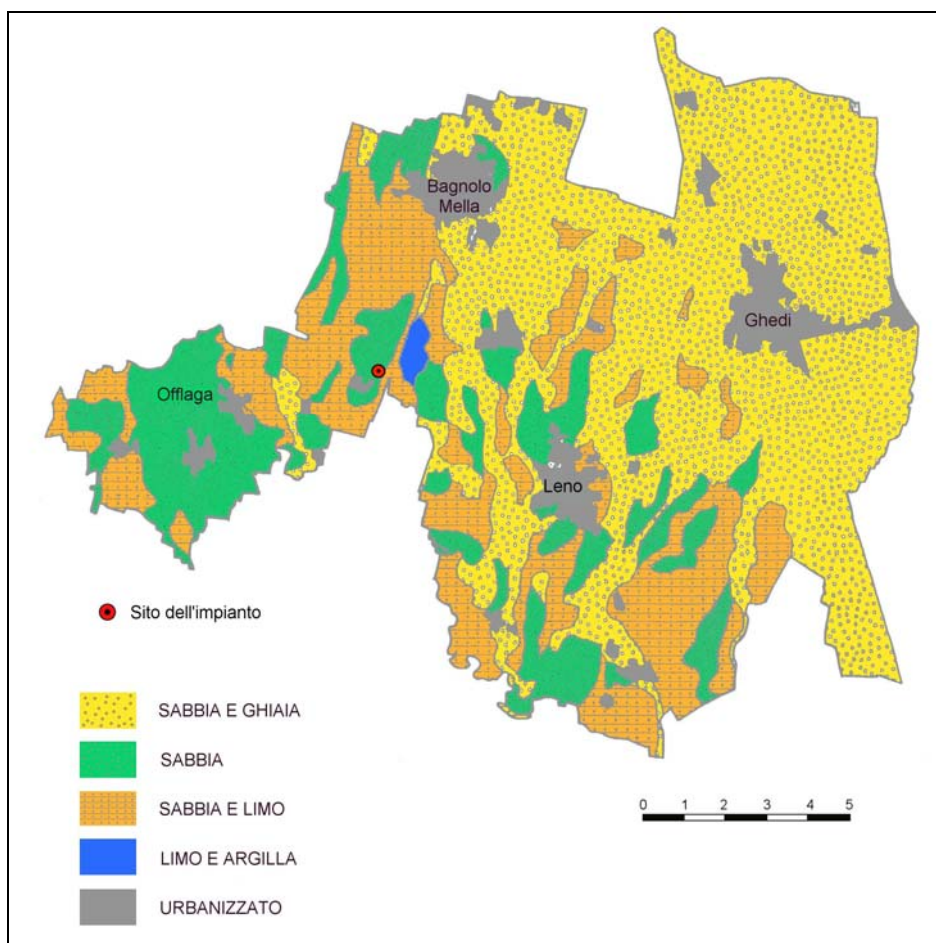 Bagnolo
Mella
Ghedi
Offlaga
Leno
Sito dell'impianto
SABBIA E GHIAIA
SABBIA
SABBIA E LIMO
LIMO E ARGILLA
URBANIZZATO
0 1 2 3 4 5